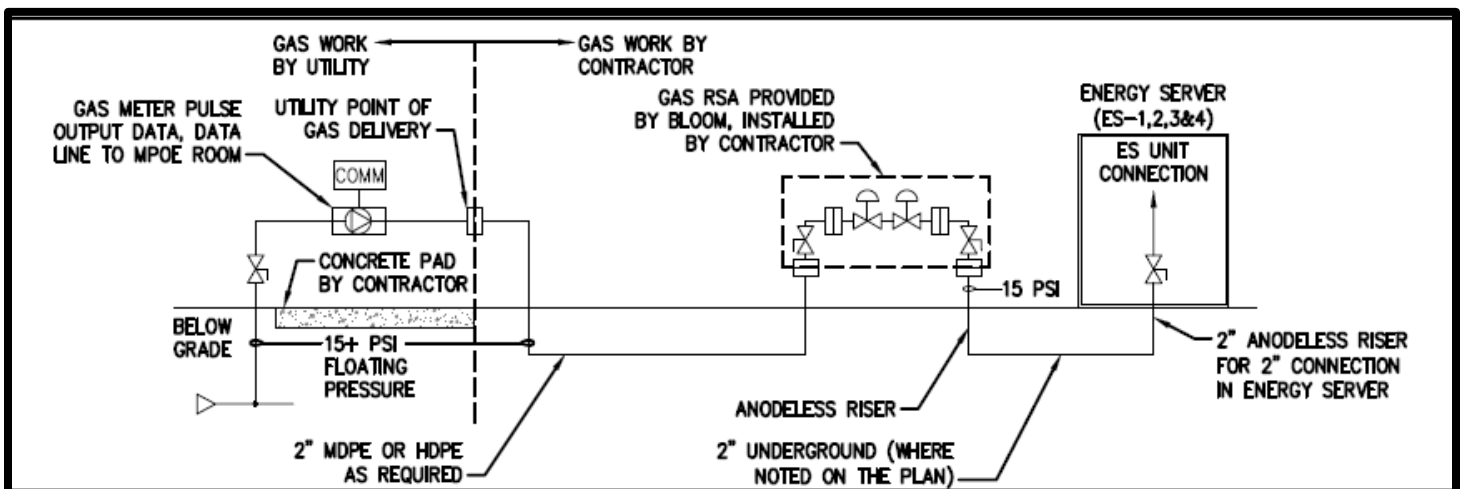 GAS WORK
BY UTILITY
GAS WORK BY
CONTRACTOR
GAS METER PULSE
OUTPUT DATA, DATA
LINE TO MPOE ROOM
UTILITY POINT OF
GAS DELIVERY
GAS RSA PROVIDED
BY BLOOM, INSTALLED
BY CONTRACTOR
ENERGY SERVER
(ES-1,2,3&4)
ES UNIT
CONNECTION
COMM
CONCRETE PAD
BY CONTRACTOR
15 PSI
BELOW
GRADE
15+ PSI
FLOATING
PRESSURE
2" ANODELESS RISER
FOR 2" CONNECTION
IN ENERGY SERVER
ANODELESS RISER
2" MDPE OR HDPE
AS REQUIRED
2" UNDERGROUND (WHERE
NOTED ON THE PLAN)